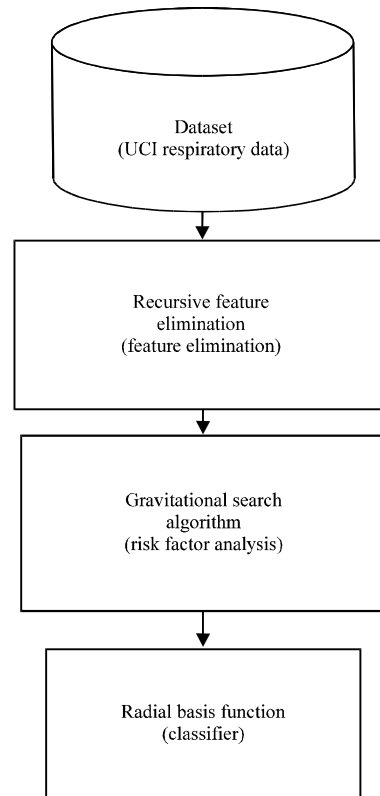 Dataset
(UCI respiratory data)
Recursive feature
elimination
(feature elimination)
Gravitational search
algorithm
(risk factor analysis)
Radial basis function
(classifier)